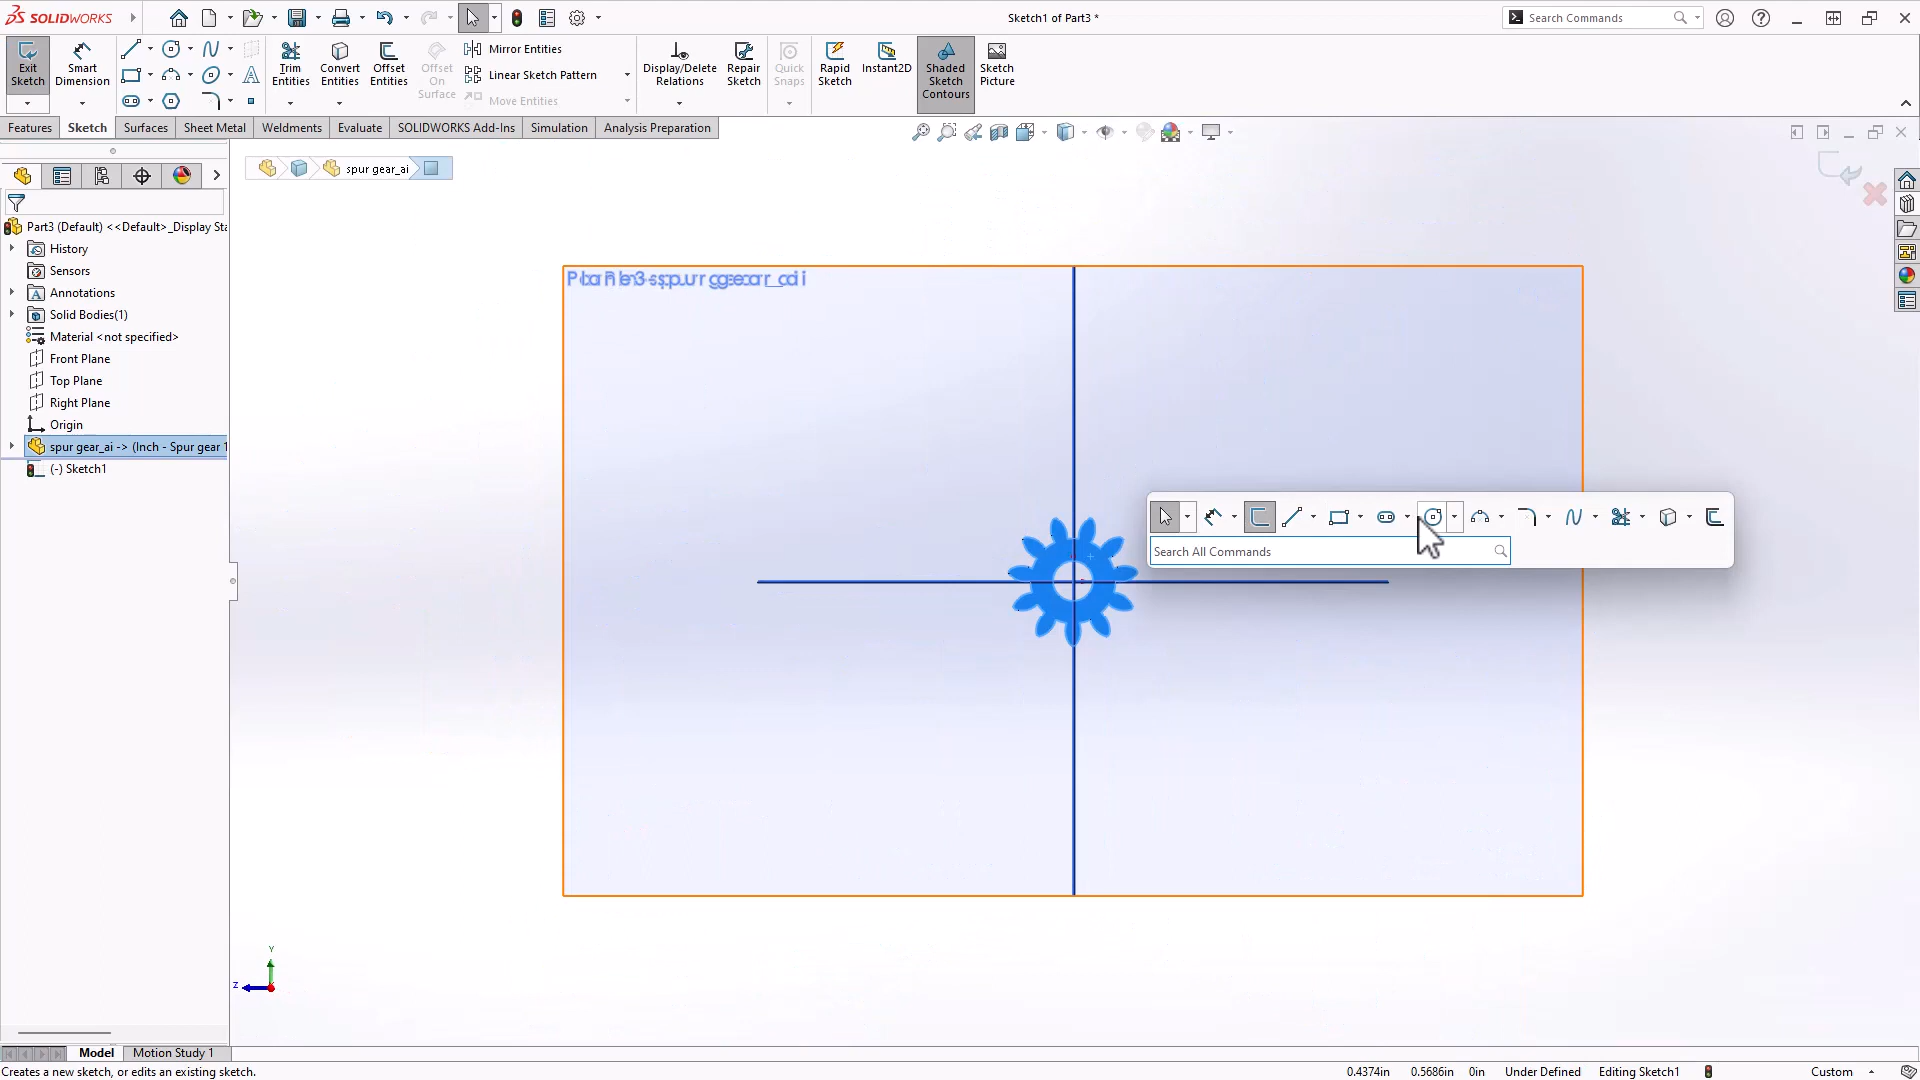 SOLIDWORKS
Sketch1 of Part3 *
Search Commands
Exit Sketch
Smart Dimension
Trim Entities
Convert Entities
Offset Entities
Offset On Surface
Mirror Entities
Linear Sketch Pattern
Move Entities
Display/Delete Relations
Repair Sketch
Quick Snaps
Rapid Sketch
Instant2D
Shaded Sketch Contours
Sketch Picture
Features
Sketch
Surfaces
Sheet Metal
Weldments
Evaluate
SOLIDWORKS Add-Ins
Simulation
Analysis Preparation
spur gear_ai
Part3 (Default) <<Default>_Display Sta
History
Sensors
Annotations
Solid Bodies(1)
Material <not specified>
Front Plane
Top Plane
Right Plane
Origin
spur gear_ai -> (Inch - Spur gear 1
(-) Sketch1
Search All Commands
Y
Z
Model
Motion Study 1
Creates a new sketch, or edits an existing sketch.
0.4374in
0.5686in
0in
Under Defined
Editing Sketch1
Custom